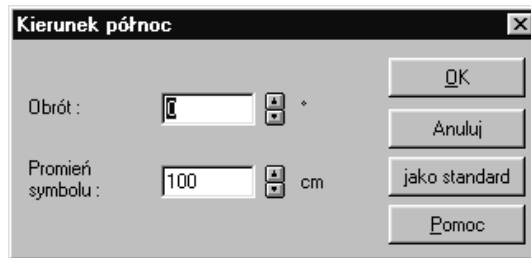 Kierunek północ
OK
Obrót : 0 °
Anuluj
Promień
symbolu : 100 cm
jako standard
Pomoc